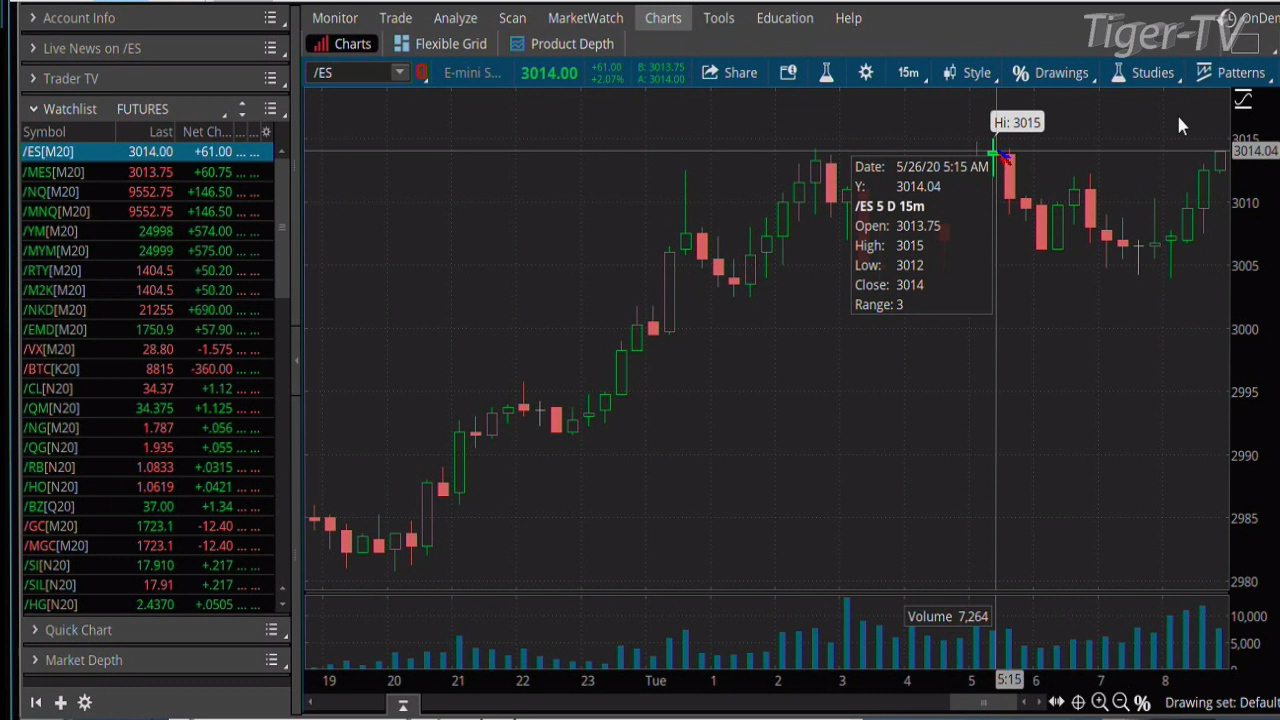 Account Info
Live News on /ES
Trader TV
Watchlist FUTURES
Symbol Last Net Ch... ... ...
/ES[M20] 3014.00 +61.00 ... ...
/MES[M20] 3013.75 +60.75 ... ...
/NQ[M20] 9552.75 +146.50 ... ...
/MNQ[M20] 9552.75 +146.50 ... ...
/YM[M20] 24998 +574.00 ... ...
/MYM[M20] 24999 +575.00 ... ...
/RTY[M20] 1404.5 +50.20 ... ...
/M2K[M20] 1404.5 +50.20 ... ...
/NKD[M20] 21255 +690.00 ... ...
/EMD[M20] 1750.9 +57.90 ... ...
/VX[M20] 28.80 -1.575 ... ...
/BTC[K20] 8815 -360.00 ... ...
/CL[N20] 34.37 +1.12 ... ...
/QM[N20] 34.375 +1.125 ... ...
/NG[M20] 1.787 +.056 ... ...
/QG[N20] 1.935 +.055 ... ...
/RB[N20] 1.0833 +.0315 ... ...
/HO[N20] 1.0619 +.0421 ... ...
/BZ[Q20] 37.00 +1.34 ... ...
/GC[M20] 1723.1 -12.40 ... ...
/MGC[M20] 1723.1 -12.40 ... ...
/SI[N20] 17.910 +.217 ... ...
/SIL[N20] 17.91 +.217 ... ...
/HG[N20] 2.4370 +.0505 ... ...
Quick Chart
Market Depth
Monitor Trade Analyze Scan MarketWatch Charts Tools Education Help
Tiger-TV
OnDem
Charts Flexible Grid Product Depth
/ES E-mini S... 3014.00 +61.00 +2.07% B: 3013.75 A: 3014.00 Share 15m Style Drawings Studies Patterns
Hi: 3015
Date: 5/26/20 5:15 AM
Y: 3014.04
/ES 5 D 15m
Open: 3013.75
High: 3015
Low: 3012
Close: 3014
Range: 3
3015
3014.04
3010
3005
3000
2995
2990
2985
2980
Volume 7,264
10,000
5,000
19 20 21 22 23 Tue 1 2 3 4 5 5:15 6 7 8
Drawing set: Default